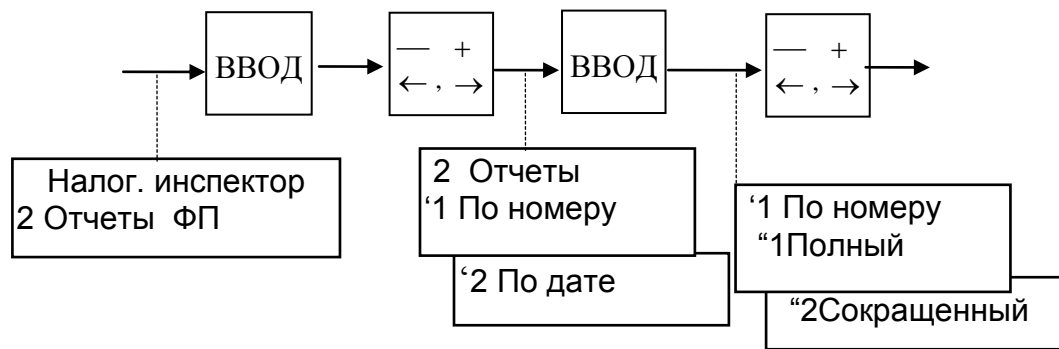 — +
← , →
ВВОД
— +
← , →
ВВОД
Налог. инспектор
2 Отчеты ФП
2 Отчеты
‘1 По номеру
‘2 По дате
‘1 По номеру
“1Полный
“2Сокращенный